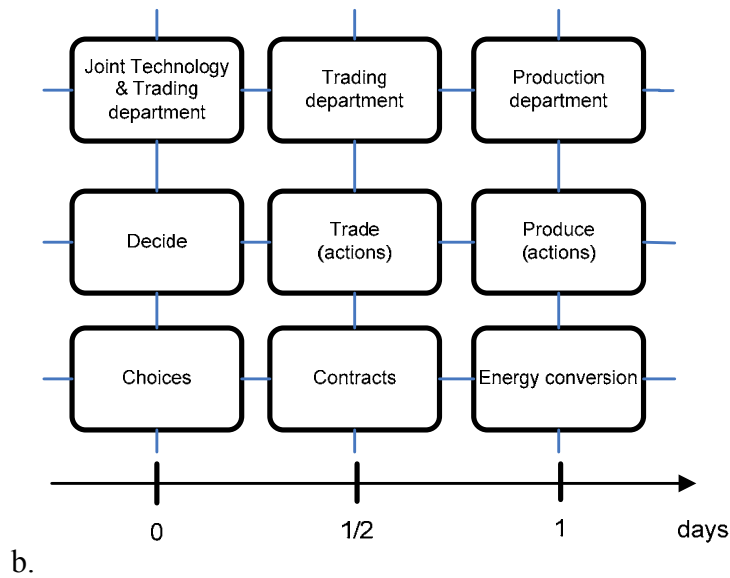 Joint Technology
& Trading
department
Trading
department
Production
department
Decide
Trade
(actions)
Produce
(actions)
Choices
Contracts
Energy conversion
0
1/2
1
days
b.